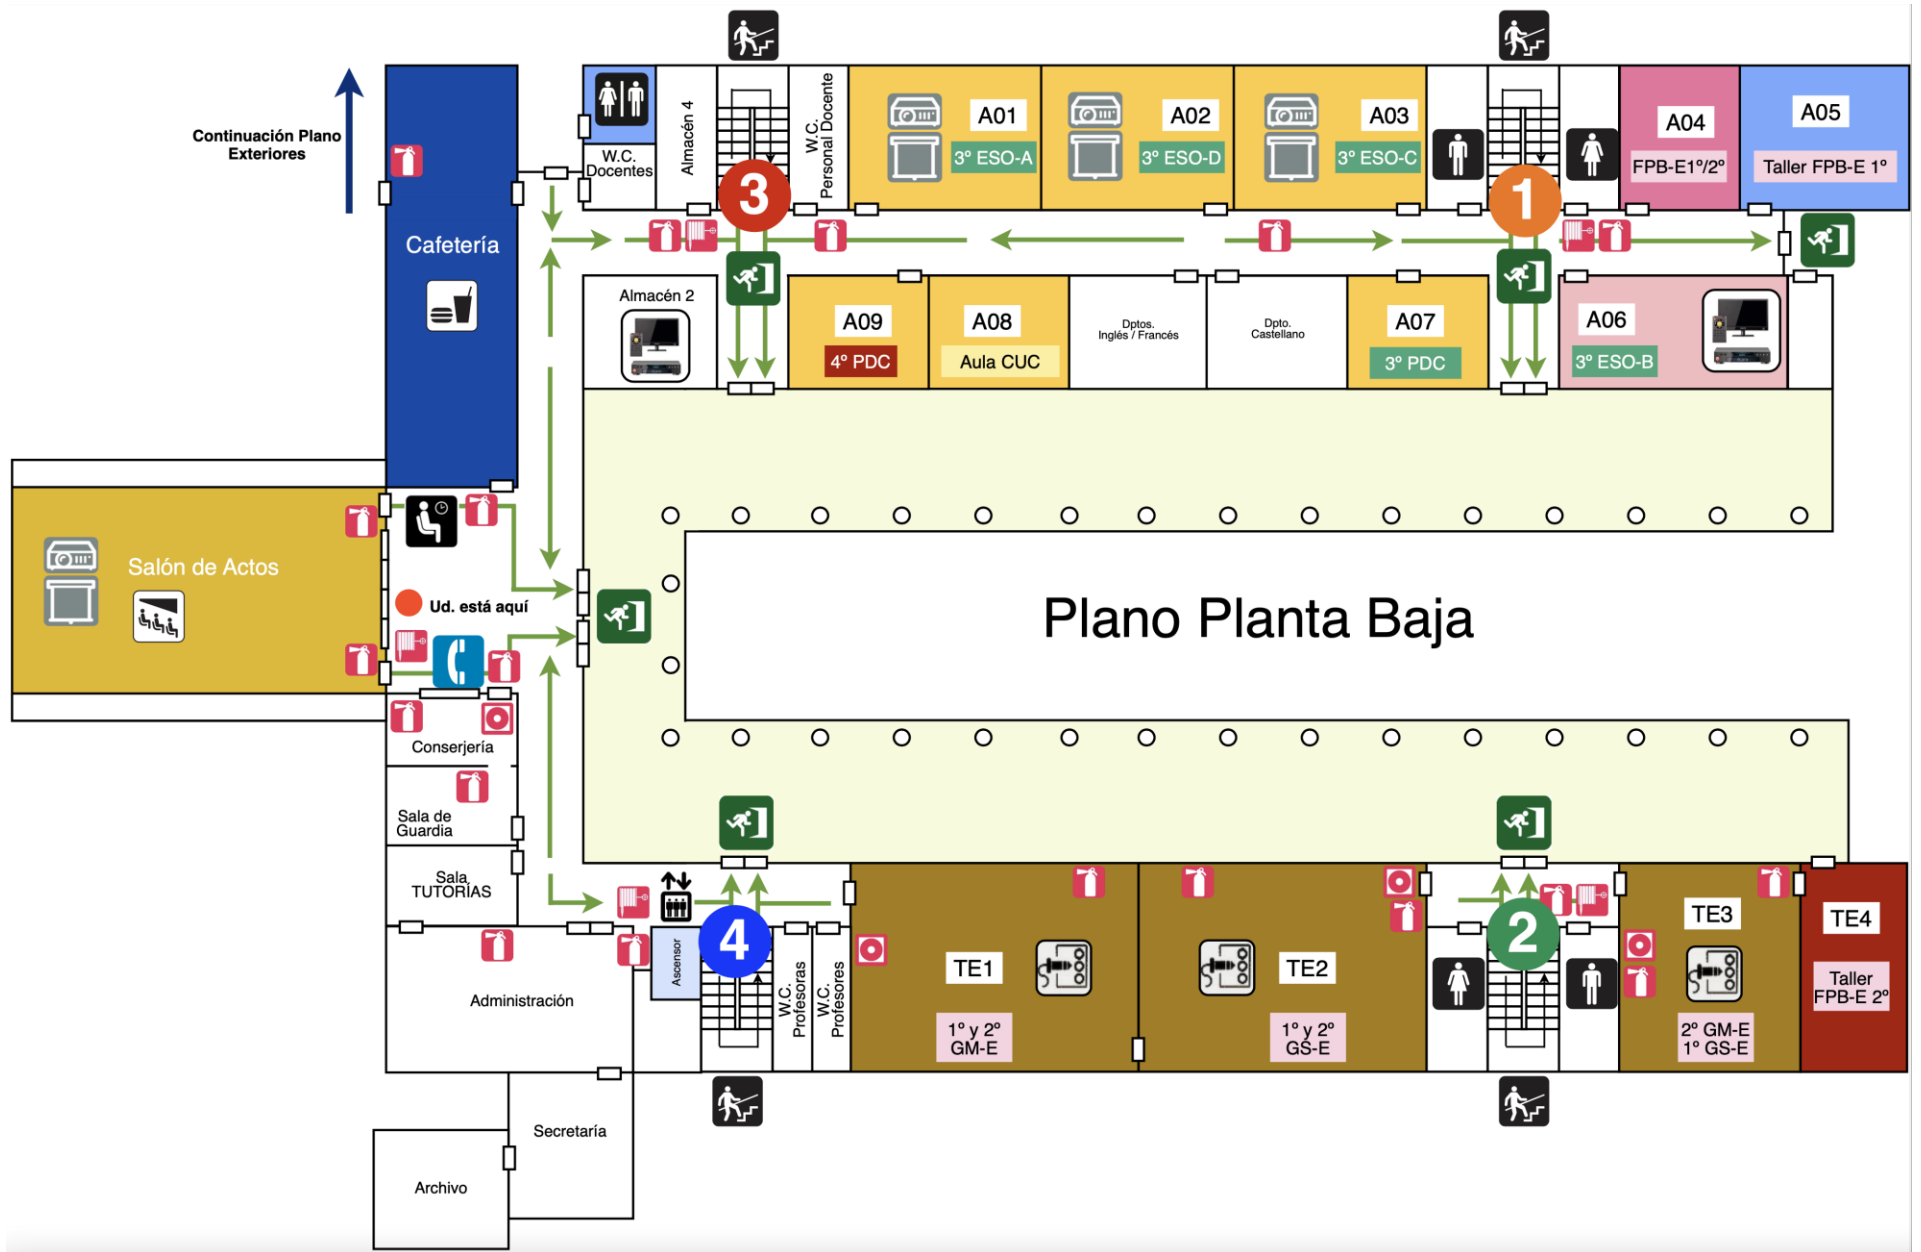 Continuación Plano
Exteriores
Cafetería
W.C.
Docentes
Almacén 4
3
W.C.
Personal Docente
A01
3º ESO-A
A02
3º ESO-D
A03
3º ESO-C
1
A04
FPB-E1º/2º
A05
Taller FPB-E 1º
Almacén 2
A09
4º PDC
A08
Aula CUC
Dptos.
Inglés / Francés
Dpto.
Castellano
A07
3º PDC
A06
3º ESO-B
Salón de Actos
Ud. está aquí
Plano Planta Baja
Conserjería
Sala de
Guardia
Sala
TUTORÍAS
Administración
Ascensor
4
W.C.
Profesoras
W.C.
Profesores
TE1
1º y 2º
GM-E
TE2
1º y 2º
GS-E
2
TE3
2º GM-E
1º GS-E
TE4
Taller
FPB-E 2º
Secretaría
Archivo